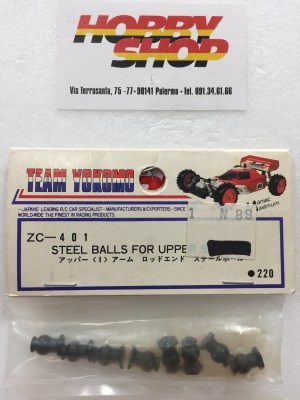 HOBBY
SHOP
Via Terrasanta, 75 -77- 90141 Palermo - Tel. 091.34.61.66
TEAM YOKOMO
—JAPANS' LEADING R/C CAR SPECIALIST—MANUFACTURERS & EXPORTERS—SINCE
WORLD-WIDE THE FINEST IN RACING PRODUCTS
1 N 89
ZC—401
STEEL BALLS FOR UPPER
アッパー(I)アーム ロッドエンド スチールボール
●220